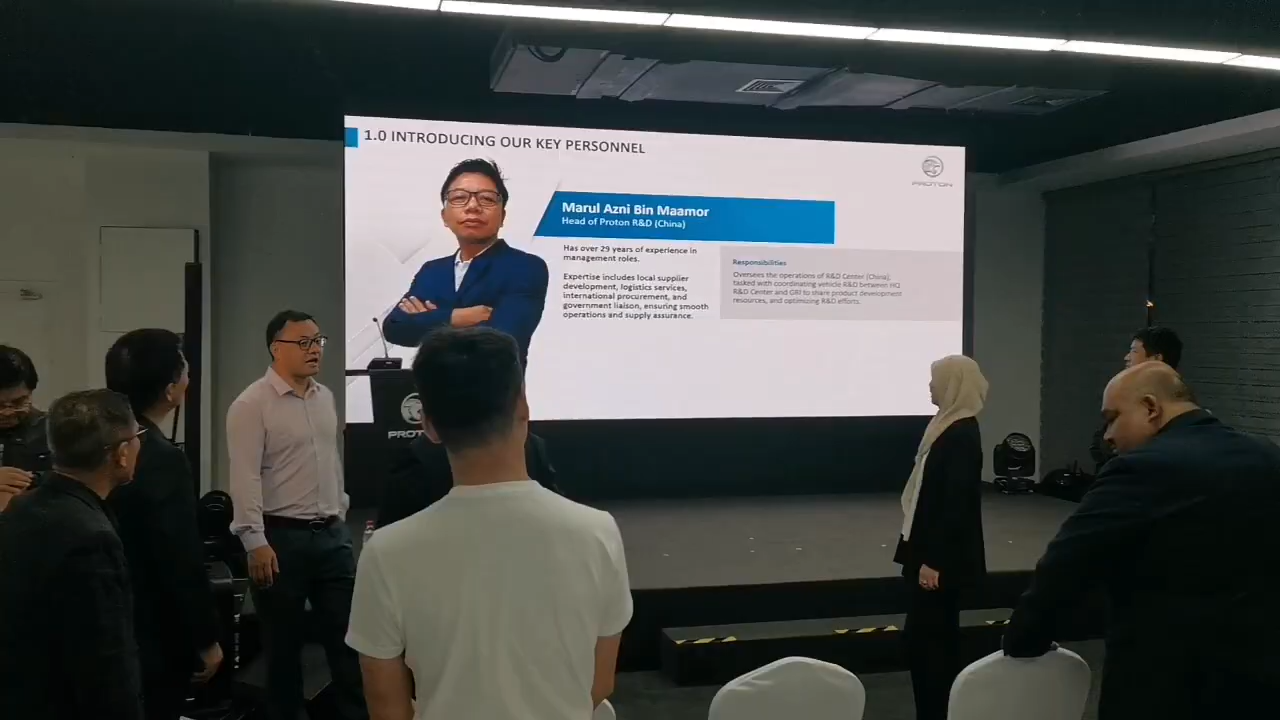 1.0 INTRODUCING OUR KEY PERSONNEL
PROTON
Marul Azni Bin Maamor
Head of Proton R&D (China)
Has over 29 years of experience in
management roles.
Expertise includes local supplier
development, logistics services,
international procurement, and
government liaison, ensuring smooth
operations and supply assurance.
Responsibilities
Oversees the operations of R&D Center (China),
tasked with coordinating vehicle R&D between HQ
R&D Center and GRI to share product development
resources, and optimizing R&D efforts.